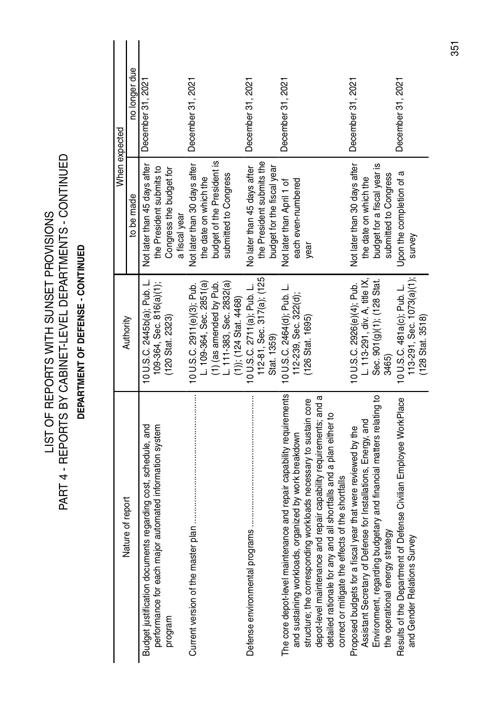 LIST OF REPORTS WITH SUNSET PROVISIONS
PART 4 - REPORTS BY CABINET-LEVEL DEPARTMENTS - CONTINUED
DEPARTMENT OF DEFENSE - CONTINUED
Nature of report
Authority
When expected
to be made
no longer due
Budget justification documents regarding cost, schedule, and
performance for each major automated information system
program
10 U.S.C. 2445b(a); Pub. L.
109-364, Sec. 816(a)(1);
(120 Stat. 2323)
Not later than 45 days after
the President submits to
Congress the budget for
a fiscal year
December 31, 2021
Current version of the master plan
10 U.S.C. 2911(e)(3); Pub.
L. 109-364, Sec. 2851(a)
(1) (as amended by Pub.
L. 111-383, Sec. 2832(a)
(1)); (124 Stat. 4468)
Not later than 30 days after
the date on which the
budget of the President is
submitted to Congress
December 31, 2021
Defense environmental programs
10 U.S.C. 2711(a); Pub. L.
112-81, Sec. 317(a); (125
Stat. 1359)
No later than 45 days after
the President submits the
budget for the fiscal year
December 31, 2021
The core depot-level maintenance and repair capability requirements
and sustaining workloads, organized by work breakdown
structure; the corresponding workloads necessary to sustain core
depot-level maintenance and repair capability requirements; and a
detailed rationale for any and all shortfalls and a plan either to
correct or mitigate the effects of the shortfalls
10 U.S.C. 2464(d); Pub. L.
112-239, Sec. 322(d);
(126 Stat. 1695)
Not later than April 1 of
each even-numbered
year
December 31, 2021
Proposed budgets for a fiscal year that were reviewed by the
Assistant Secretary of Defense for Installations, Energy, and
Environment, regarding budgetary and financial matters relating to
the operational energy strategy
10 U.S.C. 2926(e)(4); Pub.
L. 113-291, div. A, title IX,
Sec. 901(g)(1); (128 Stat.
3465)
Not later than 30 days after
the date on which the
budget for a fiscal year is
submitted to Congress
December 31, 2021
Results of the Department of Defense Civilian Employee WorkPlace
and Gender Relations Survey
10 U.S.C. 481a(c); Pub. L.
113-291, Sec. 1073(a)(1);
(128 Stat. 3518)
Upon the completion of a
survey
December 31, 2021
351